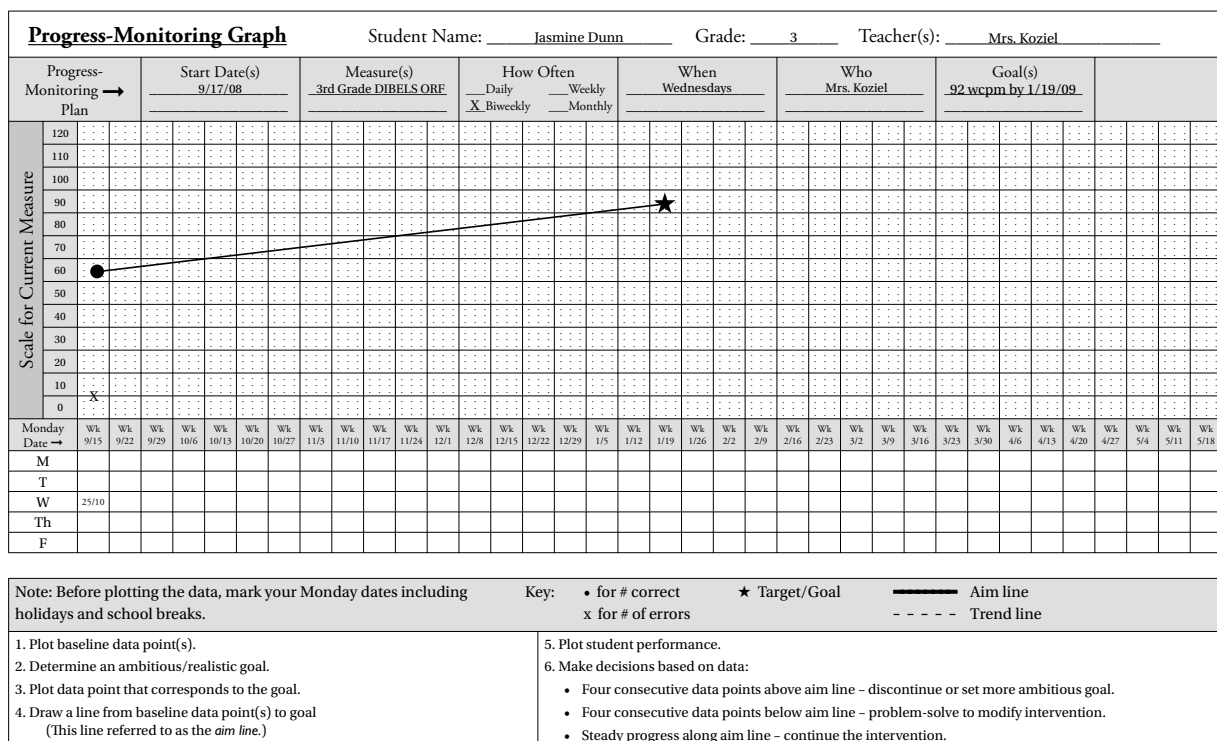 Progress-Monitoring Graph Student Name: Jasmine Dunn Grade: 3 Teacher(s): Mrs. Koziel
Progress-Monitoring → Plan
Start Date(s)
9/17/08
Measure(s)
3rd Grade DIBELS ORF
How Often
__Daily __Weekly
X Biweekly __Monthly
When
Wednesdays
Who
Mrs. Koziel
Goal(s)
92 wcpm by 1/19/09
Scale for Current Measure
120
110
100
90
80
70
60
50
40
30
20
10
X
0
Monday Date →
Wk 9/15
Wk 9/22
Wk 9/29
Wk 10/6
Wk 10/13
Wk 10/20
Wk 10/27
Wk 11/3
Wk 11/10
Wk 11/17
Wk 11/24
Wk 12/1
Wk 12/8
Wk 12/15
Wk 12/22
Wk 12/29
Wk 1/5
Wk 1/12
Wk 1/19
Wk 1/26
Wk 2/2
Wk 2/9
Wk 2/16
Wk 2/23
Wk 3/2
Wk 3/9
Wk 3/16
Wk 3/23
Wk 3/30
Wk 4/6
Wk 4/13
Wk 4/20
Wk 4/27
Wk 5/4
Wk 5/11
Wk 5/18
M
T
W 25/10
Th
F
Note: Before plotting the data, mark your Monday dates including
holidays and school breaks.
Key: • for # correct ★ Target/Goal Aim line
x for # of errors Trend line
1. Plot baseline data point(s).
2. Determine an ambitious/realistic goal.
3. Plot data point that corresponds to the goal.
4. Draw a line from baseline data point(s) to goal
(This line referred to as the aim line.)
5. Plot student performance.
6. Make decisions based on data:
• Four consecutive data points above aim line – discontinue or set more ambitious goal.
• Four consecutive data points below aim line – problem-solve to modify intervention.
• Steady progress along aim line – continue the intervention.